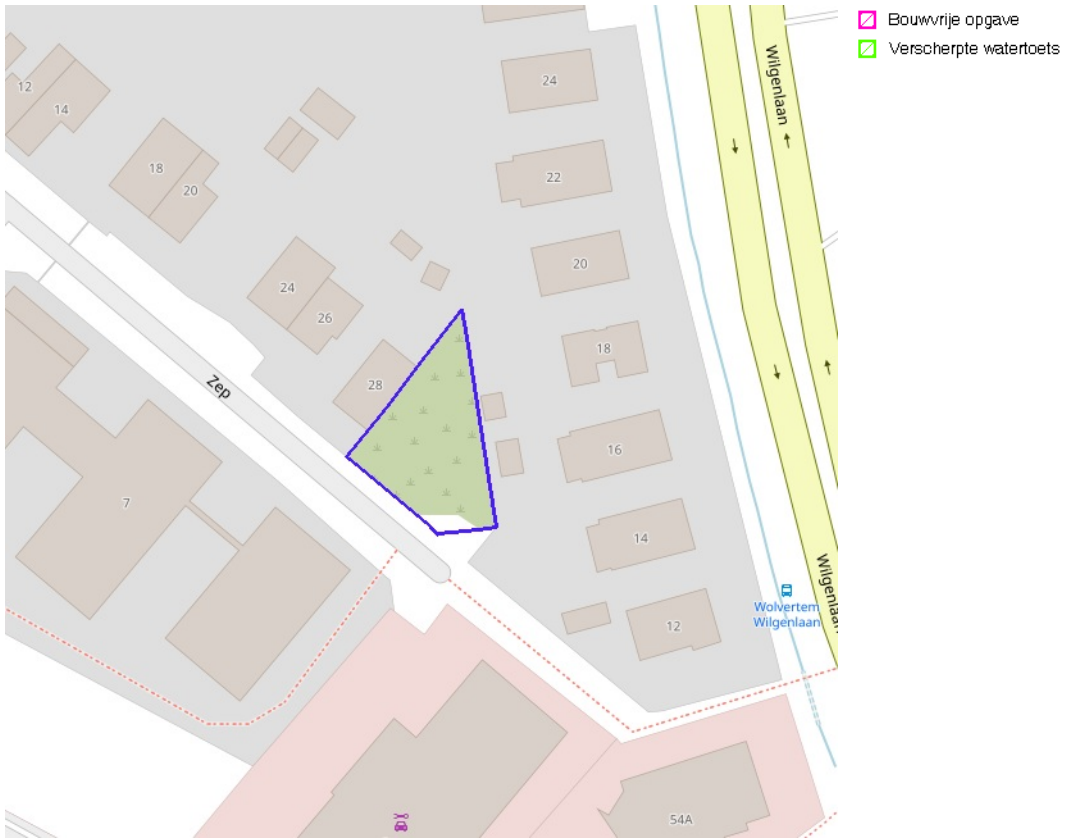 Bouwvrije opgave
Verscherpte watertoets
Wilgenlaan
24
12
14
22
18
20
20
24
26
18
28
Zep
16
7
14
Wilgenlaan
Wolvertem
Wilgenlaan
12
54A